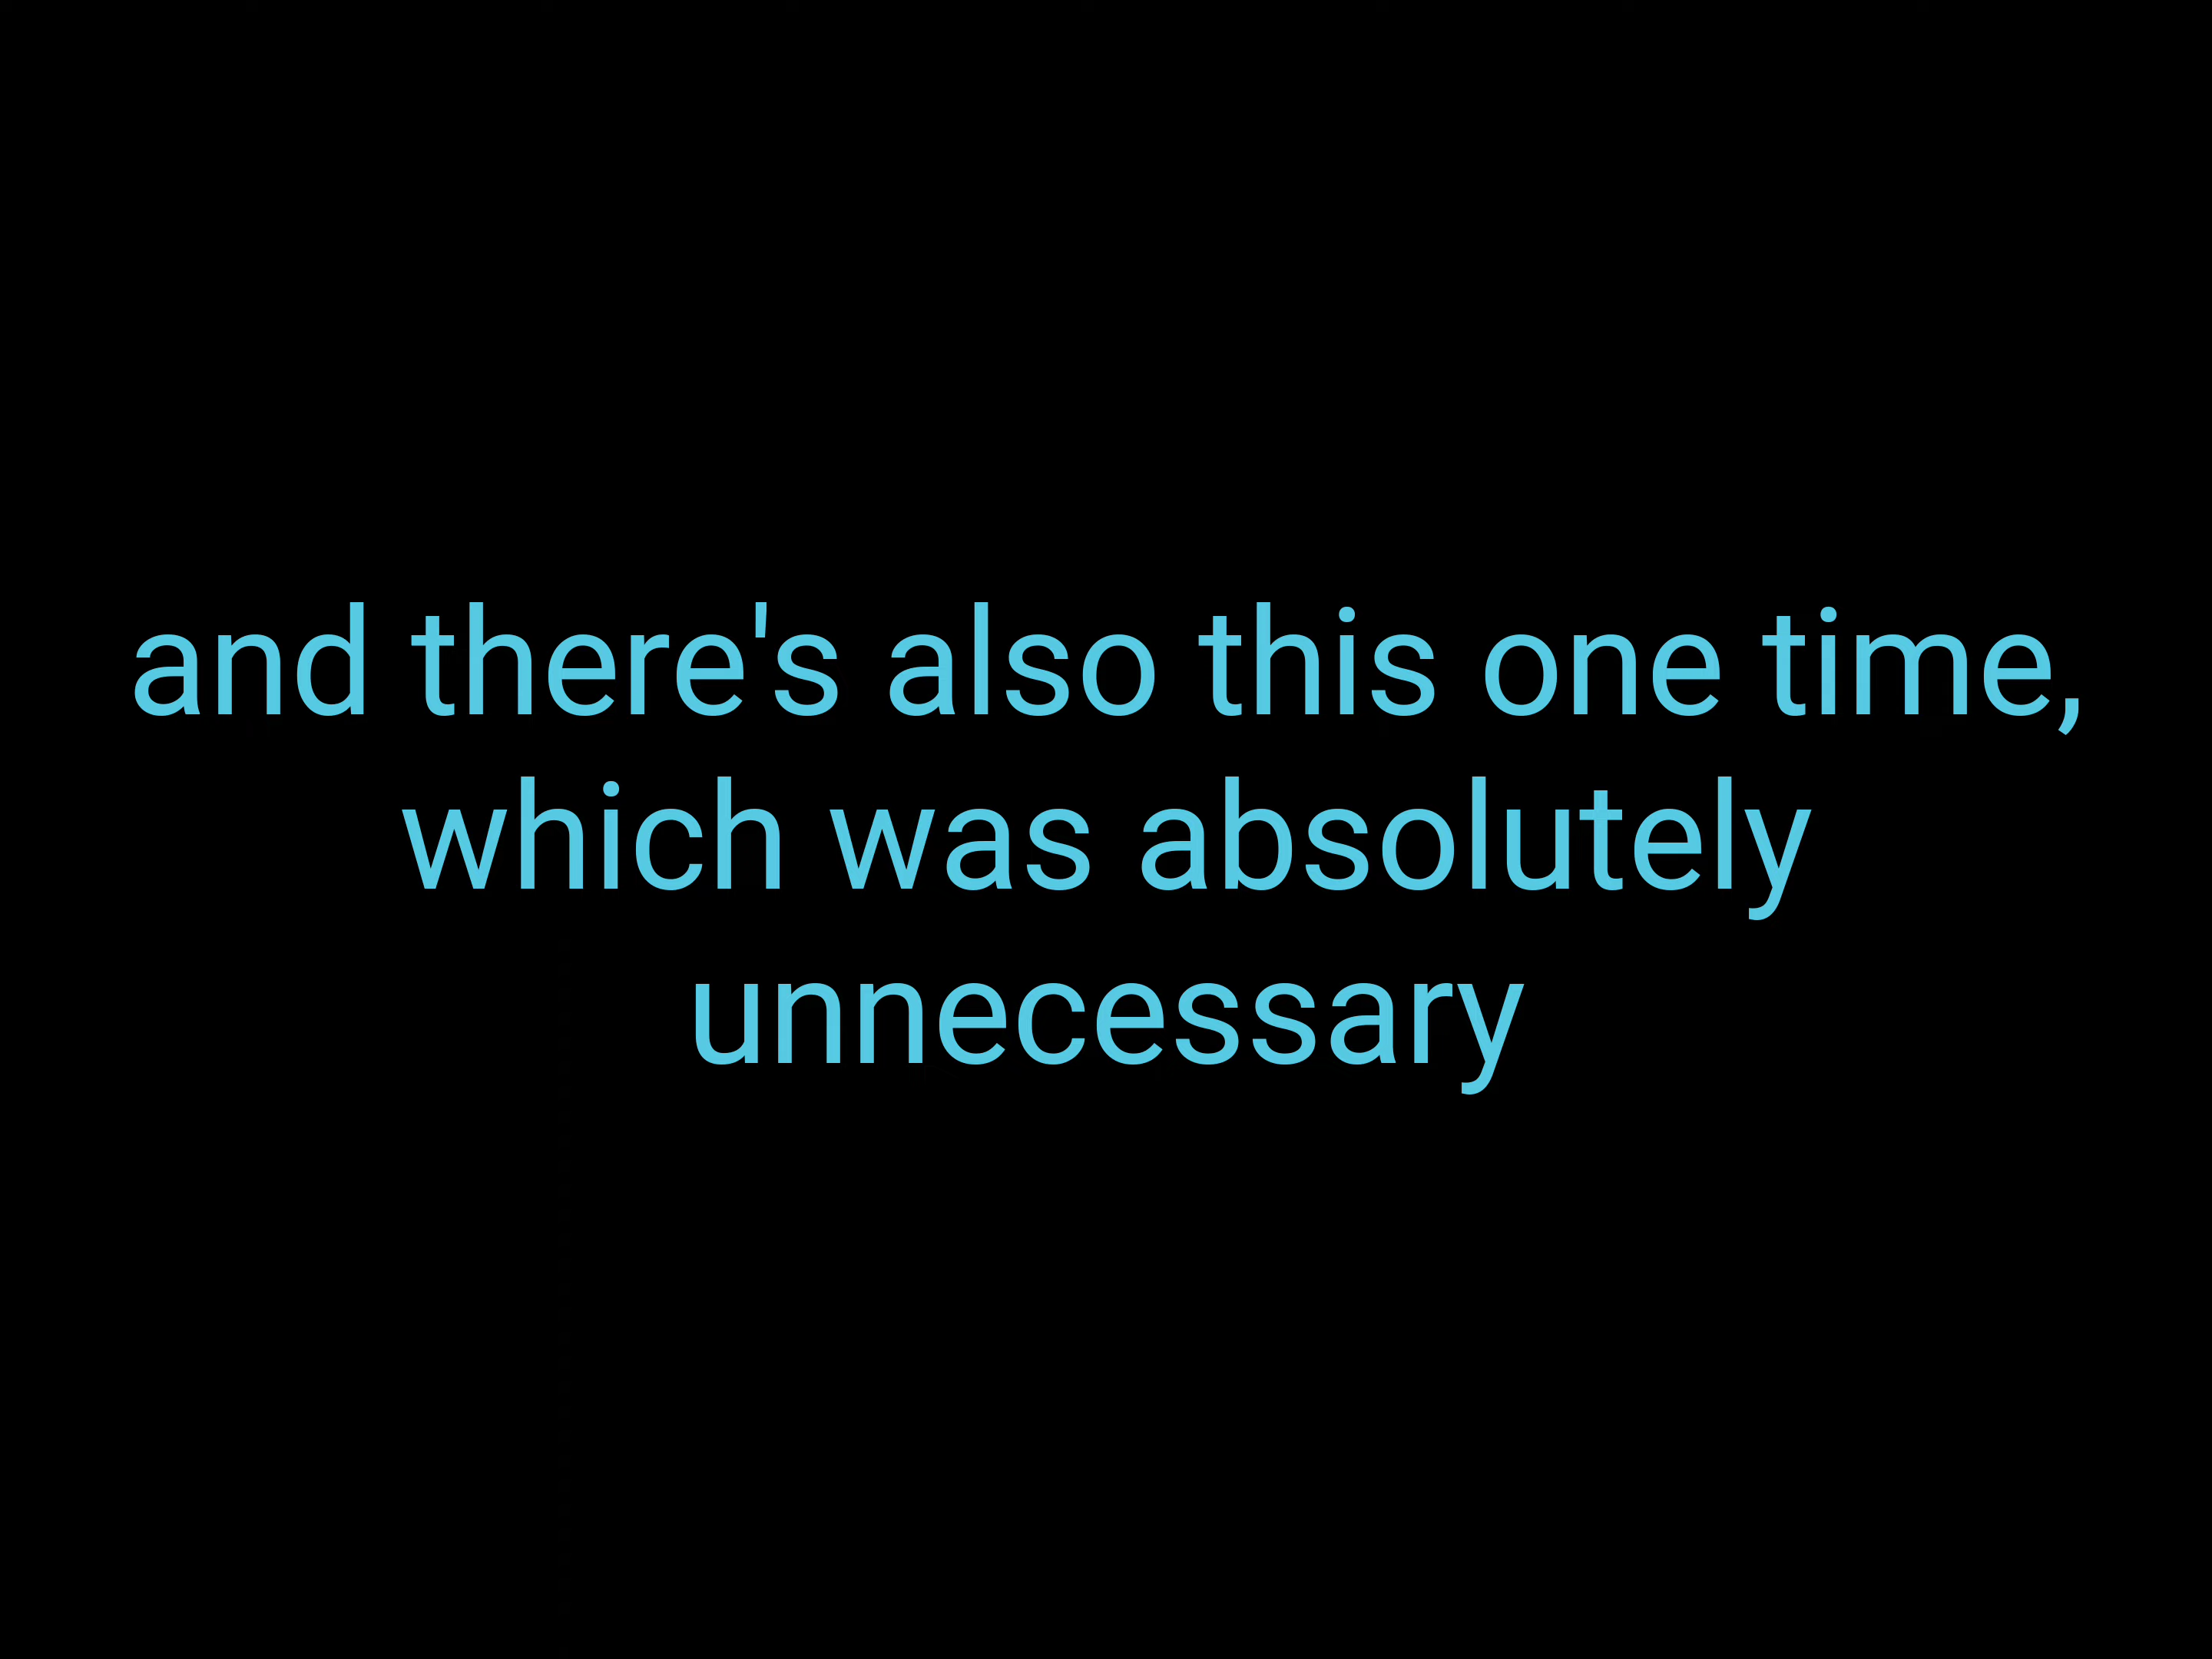 and there's also this one time,
which was absolutely
unnecessary